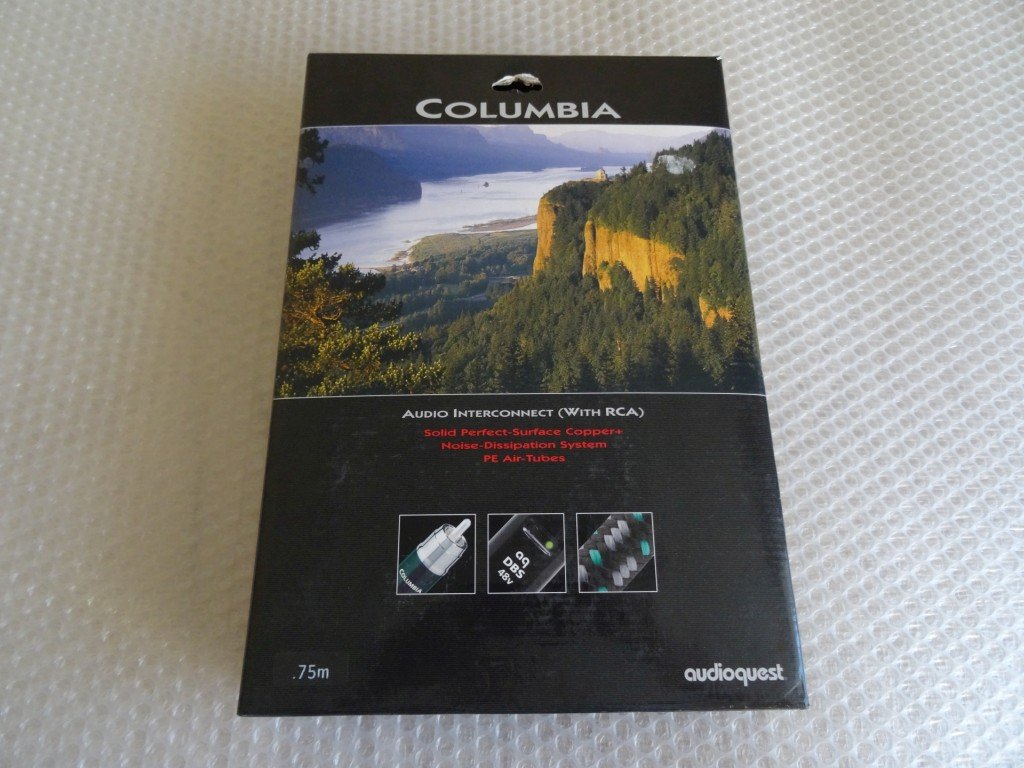 COLUMBIA
AUDIO INTERCONNECT (WITH RCA)
Solid Perfect-Surface Copper+
Noise-Dissipation System
PE Air-Tubes
COLUMBIA
aq
DBS
48v
.75m
audioquest